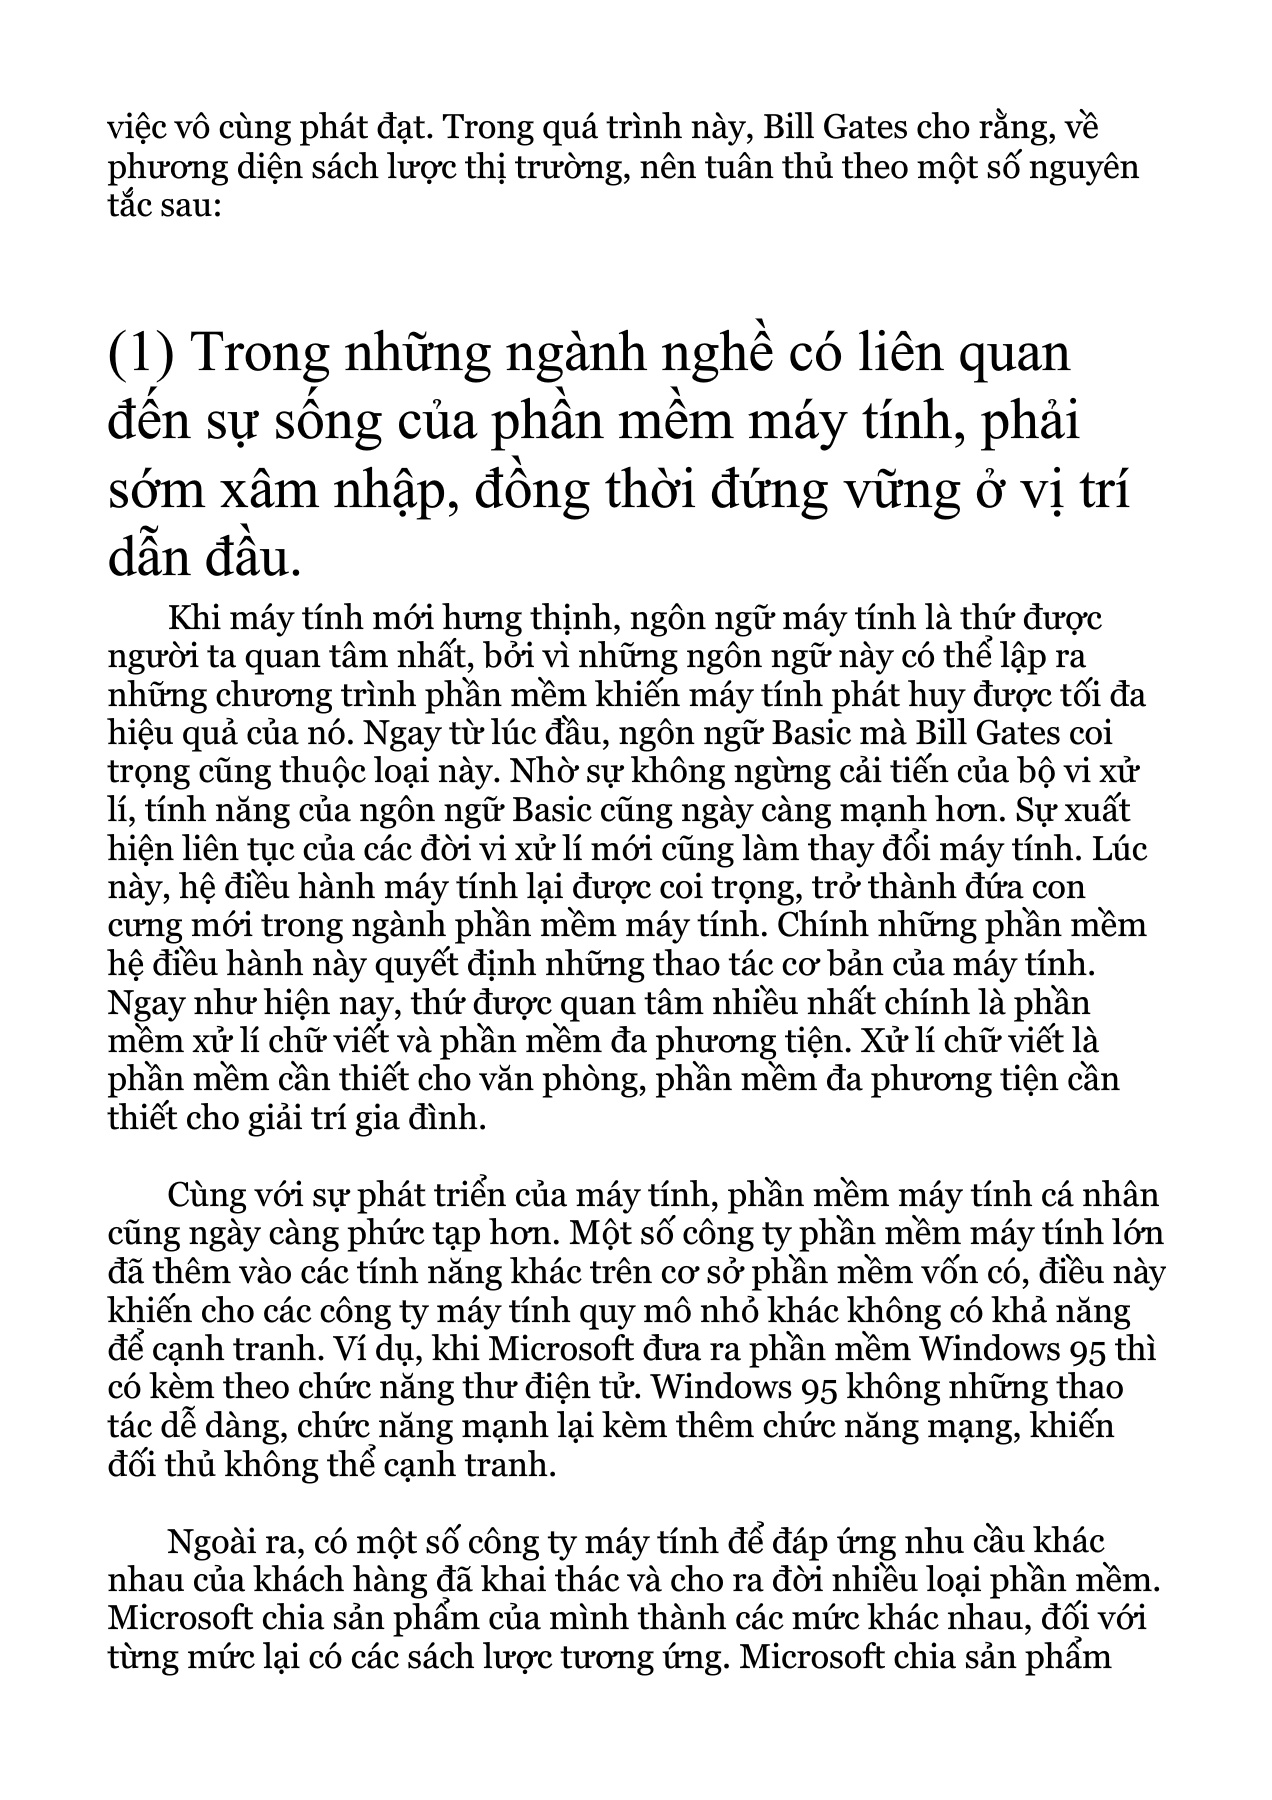 việc vô cùng phát đạt. Trong quá trình này, Bill Gates cho rằng, về
phương diện sách lược thị trường, nên tuân thủ theo một số nguyên
tắc sau:
(1) Trong những ngành nghề có liên quan
đến sự sống của phần mềm máy tính, phải
sớm xâm nhập, đồng thời đứng vững ở vị trí
dẫn đầu.
Khi máy tính mới hưng thịnh, ngôn ngữ máy tính là thứ được
người ta quan tâm nhất, bởi vì những ngôn ngữ này có thể lập ra
những chương trình phần mềm khiến máy tính phát huy được tối đa
hiệu quả của nó. Ngay từ lúc đầu, ngôn ngữ Basic mà Bill Gates coi
trọng cũng thuộc loại này. Nhờ sự không ngừng cải tiến của bộ vi xử
lí, tính năng của ngôn ngữ Basic cũng ngày càng mạnh hơn. Sự xuất
hiện liên tục của các đời vi xử lí mới cũng làm thay đổi máy tính. Lúc
này, hệ điều hành máy tính lại được coi trọng, trở thành đứa con
cưng mới trong ngành phần mềm máy tính. Chính những phần mềm
hệ điều hành này quyết định những thao tác cơ bản của máy tính.
Ngay như hiện nay, thứ được quan tâm nhiều nhất chính là phần
mềm xử lí chữ viết và phần mềm đa phương tiện. Xử lí chữ viết là
phần mềm cần thiết cho văn phòng, phần mềm đa phương tiện cần
thiết cho giải trí gia đình.
Cùng với sự phát triển của máy tính, phần mềm máy tính cá nhân
cũng ngày càng phức tạp hơn. Một số công ty phần mềm máy tính lớn
đã thêm vào các tính năng khác trên cơ sở phần mềm vốn có, điều này
khiến cho các công ty máy tính quy mô nhỏ khác không có khả năng
để cạnh tranh. Ví dụ, khi Microsoft đưa ra phần mềm Windows 95 thì
có kèm theo chức năng thư điện tử. Windows 95 không những thao
tác dễ dàng, chức năng mạnh lại kèm thêm chức năng mạng, khiến
đối thủ không thể cạnh tranh.
Ngoài ra, có một số công ty máy tính để đáp ứng nhu cầu khác
nhau của khách hàng đã khai thác và cho ra đời nhiều loại phần mềm.
Microsoft chia sản phẩm của mình thành các mức khác nhau, đối với
từng mức lại có các sách lược tương ứng. Microsoft chia sản phẩm